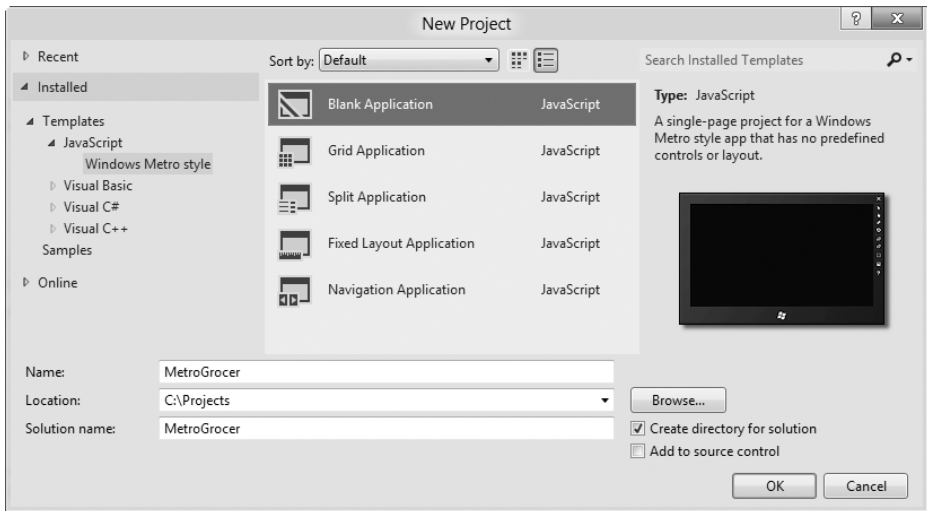 New Project
Recent
Installed
Templates
JavaScript
Windows Metro style
Visual Basic
Visual C#
Visual C++
Samples
Online
Sort by: Default
Blank Application JavaScript
Grid Application JavaScript
Split Application JavaScript
Fixed Layout Application JavaScript
Navigation Application JavaScript
Search Installed Templates
Type: JavaScript
A single-page project for a Windows
Metro style app that has no predefined
controls or layout.
Name: MetroGrocer
Location: C:\Projects
Browse...
Solution name: MetroGrocer
Create directory for solution
Add to source control
OK Cancel